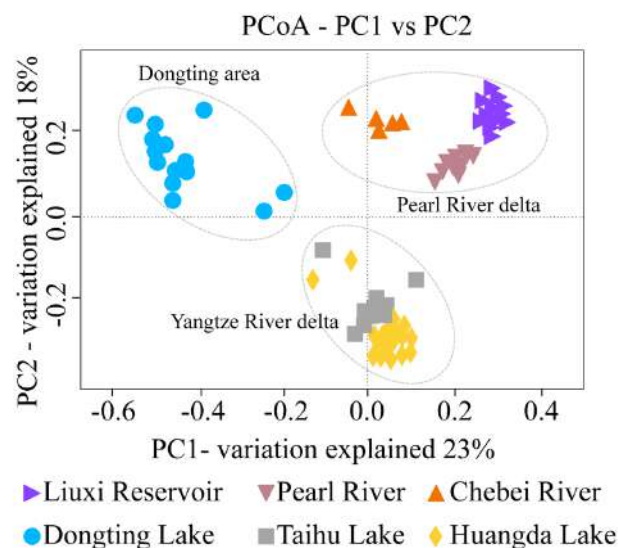 PCoA - PC1 vs PC2
PC2 - variation explained 18%
0.2
0.0
-0.2
Dongting area
Pearl River delta
Yangtze River delta
-0.6
-0.4
-0.2
0.0
0.2
0.4
PC1- variation explained 23%
Liuxi Reservoir
Pearl River
Chebei River
Dongting Lake
Taihu Lake
Huangda Lake